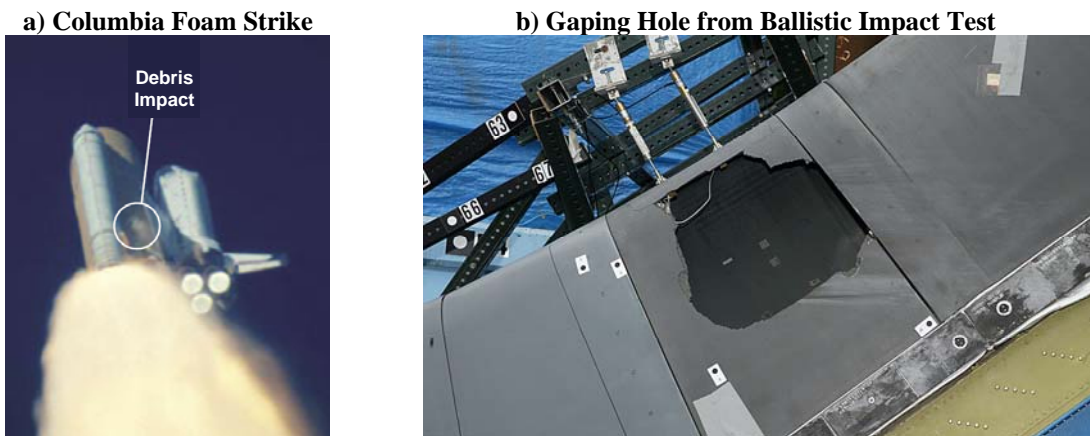 a) Columbia Foam Strike
b) Gaping Hole from Ballistic Impact Test
Debris
Impact
63
67
66